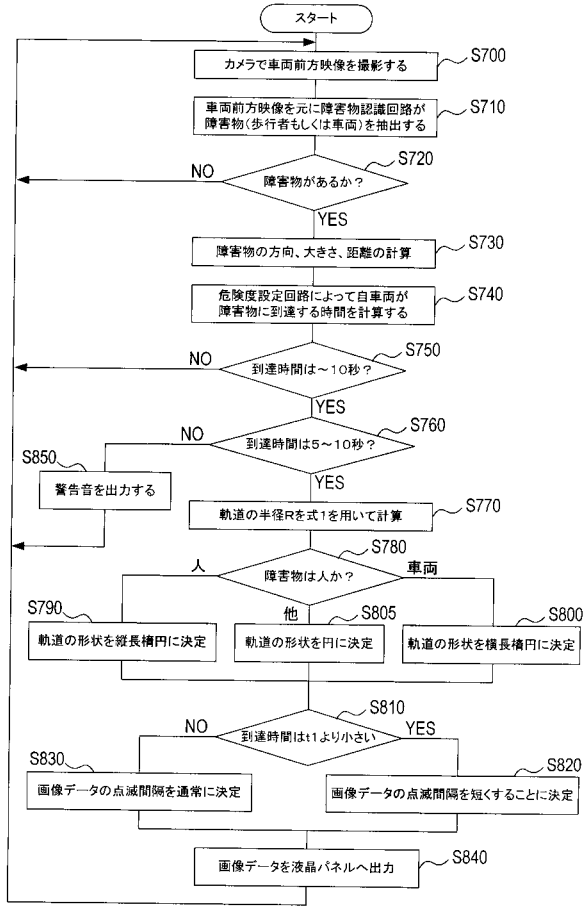 スタート
カメラで車両前方映像を撮影する
S700
車両前方映像を元に障害物認識回路が
障害物(歩行者もしくは車両)を抽出する
S710
障害物があるか?
S720
NO
YES
障害物の方向、大きさ、距離の計算
S730
危険度設定回路によって自車両が
障害物に到達する時間を計算する
S740
到達時間は~10秒?
S750
NO
YES
到達時間は5~10秒?
S760
NO
YES
S850
警告音を出力する
軌道の半径Rを式1を用いて計算
S770
障害物は人か?
S780
人
他
車両
S790
軌道の形状を縦長楕円に決定
S805
軌道の形状を円に決定
S800
軌道の形状を横長楕円に決定
到達時間はt1より小さい
S810
NO
YES
S830
画像データの点滅間隔を通常に決定
S820
画像データの点滅間隔を短くすることに決定
画像データを液晶パネルへ出力
S840